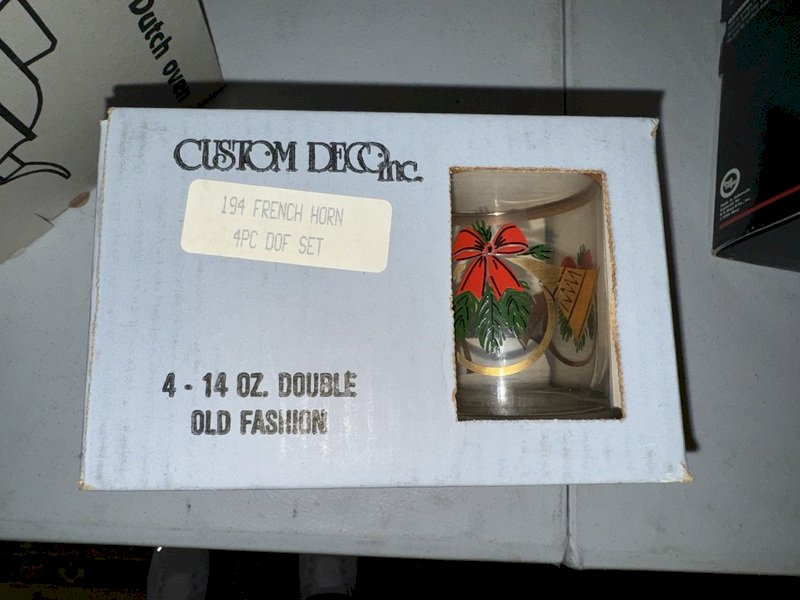 Dutch oven
CUSTOM DECO inc.
194 FRENCH HORN
4PC DOF SET
4 - 14 OZ. DOUBLE
OLD FASHION